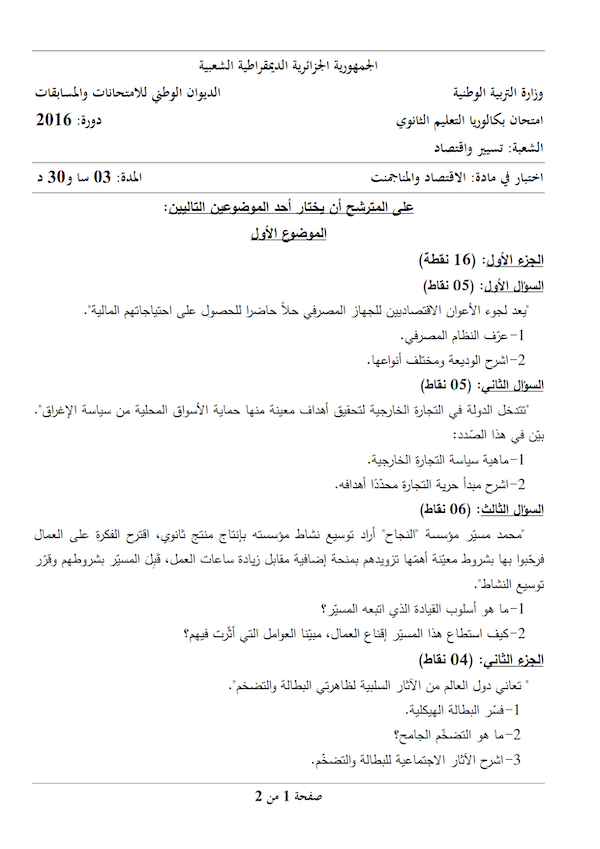 الجمهورية الجزائرية الديمقراطية الشعبية
وزارة التربية الوطنية الديوان الوطني للامتحانات والمسابقات
امتحان بكالوريا التعليم الثانوي دورة: 2016
الشعبة: تسيير واقتصاد
اختبار في مادة: الاقتصاد والمناجمنت المدة: 03 سا و30 د
على المترشح أن يختار أحد الموضوعين التاليين:
الموضوع الأول
الجزء الأول: (16 نقطة)
السؤال الأول: (05 نقاط)
"يعد لجوء الأعوان الاقتصاديين للجهاز المصرفي حلاً حاضرا للحصول على احتياجاتهم المالية".
1-عرّف النظام المصرفي.
2-اشرح الوديعة ومختلف أنواعها.
السؤال الثاني: (05 نقاط)
"تتدخل الدولة في التجارة الخارجية لتحقيق أهداف معينة منها حماية الأسواق المحلية من سياسة الإغراق".
بيّن في هذا الصّدد:
1-ماهية سياسة التجارة الخارجية.
2-اشرح مبدأ حرية التجارة محدّدًا أهدافه.
السؤال الثالث: (06 نقاط)
"محمد مسيّر مؤسسة "النجاح" أراد توسيع نشاط مؤسسته بإنتاج منتج ثانوي، اقترح الفكرة على العمال
فرحّبوا بها بشروط معيّنة أهمّها تزويدهم بمنحة إضافية مقابل زيادة ساعات العمل، قَبِلَ المسيّر بشروطهم وقرّر
توسيع النشاط".
1-ما هو أسلوب القيادة الذي اتبعه المسيّر؟
2-كيف استطاع هذا المسيّر إقناع العمال، مبيّنا العوامل التي أثّرت فيهم؟
الجزء الثاني: (04 نقاط)
" تعاني دول العالم من الآثار السلبية لظاهرتي البطالة والتضخم".
1-فسّر البطالة الهيكلية.
2-ما هو التضخّم الجامح؟
3-اشرح الآثار الاجتماعية للبطالة والتضخّم.
صفحة 1 من 2